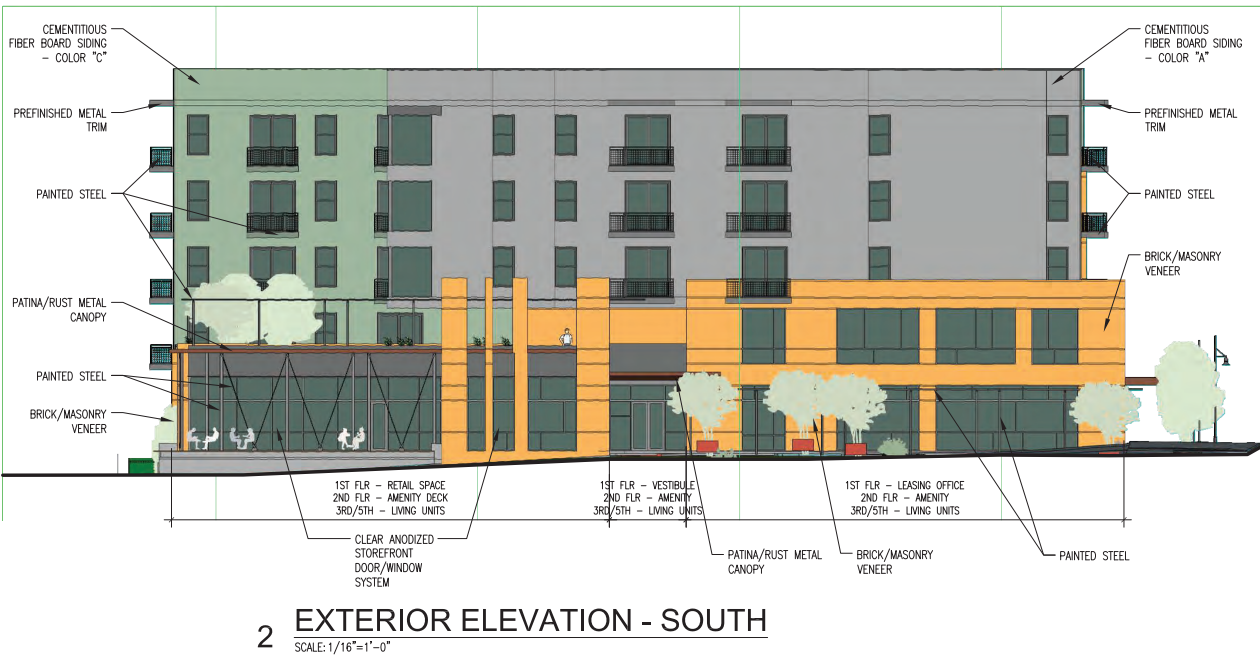 CEMENTITIOUS
FIBER BOARD SIDING
- COLOR "C"
PREFINISHED METAL
TRIM
PAINTED STEEL
PATINA/RUST METAL
CANOPY
PAINTED STEEL
BRICK/MASONRY
VENEER
CEMENTITIOUS
FIBER BOARD SIDING
- COLOR "A"
PREFINISHED METAL
TRIM
PAINTED STEEL
BRICK/MASONRY
VENEER
1ST FLR - RETAIL SPACE
2ND FLR - AMENITY DECK
3RD/5TH - LIVING UNITS
1ST FLR - VESTIBULE
2ND FLR - AMENITY
3RD/5TH - LIVING UNITS
1ST FLR - LEASING OFFICE
2ND FLR - AMENITY
3RD/5TH - LIVING UNITS
CLEAR ANODIZED
STOREFRONT
DOOR/WINDOW
SYSTEM
PATINA/RUST METAL
CANOPY
BRICK/MASONRY
VENEER
PAINTED STEEL
2 EXTERIOR ELEVATION - SOUTH
SCALE: 1/16"=1'-0"